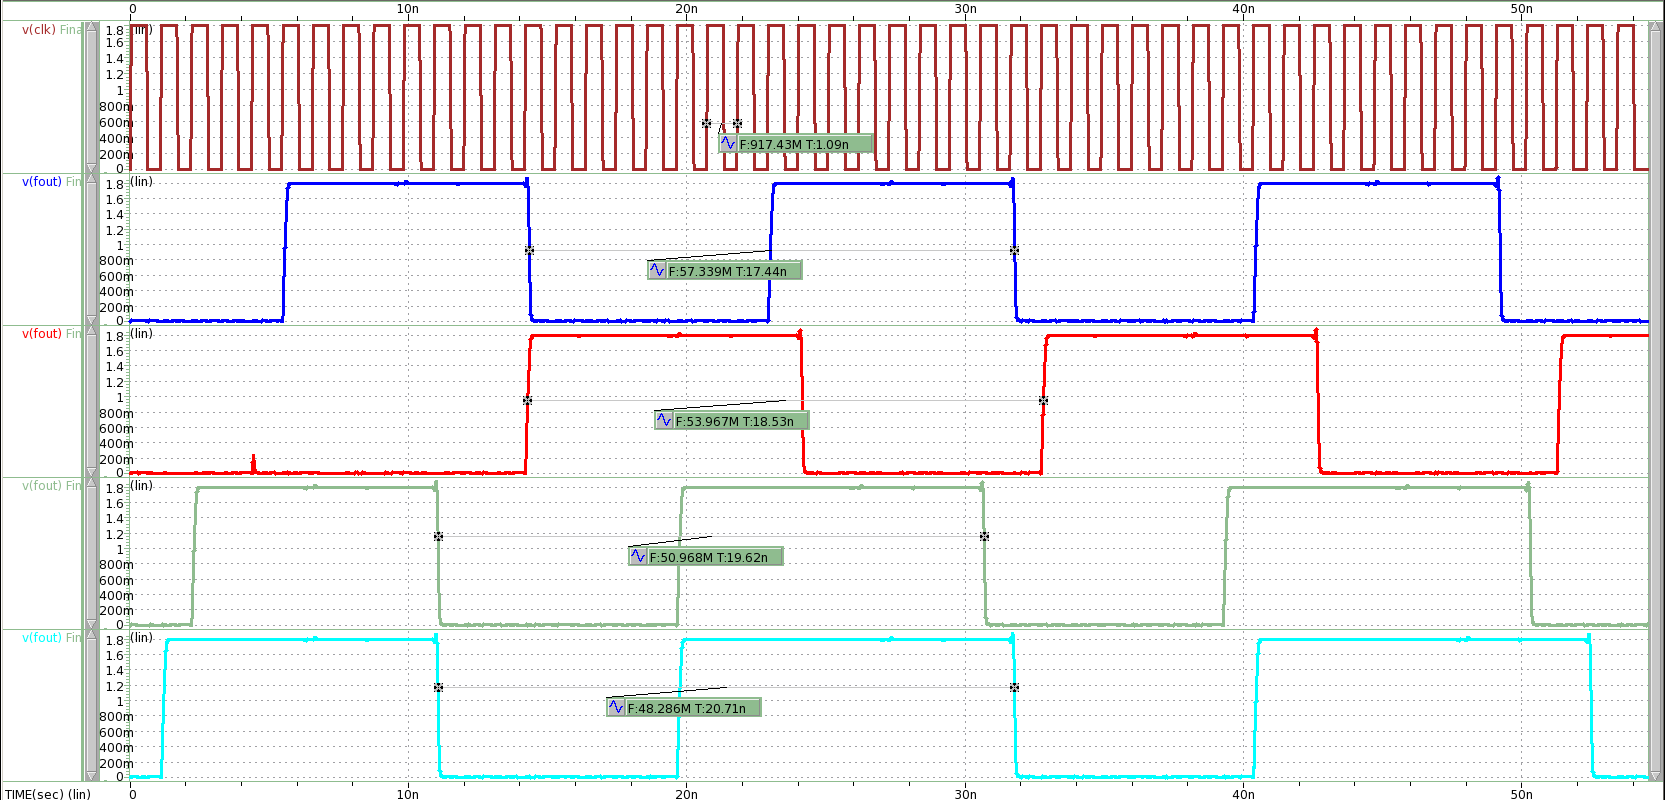 0 10n 20n 30n 40n 50n
v(clk) Fina
(lin)
1.8
1.6
1.4
1.2
1
800m
600m
400m
200m
0
F:917.43M T:1.09n
v(fout) Fin
(lin)
1.8
1.6
1.4
1.2
1
800m
600m
400m
200m
0
F:57.339M T:17.44n
v(fout) Fin
(lin)
1.8
1.6
1.4
1.2
1
800m
600m
400m
200m
0
F:53.967M T:18.53n
v(fout) Fin
(lin)
1.8
1.6
1.4
1.2
1
800m
600m
400m
200m
0
F:50.968M T:19.62n
v(fout) Fin
(lin)
1.8
1.6
1.4
1.2
1
800m
600m
400m
200m
0
F:48.286M T:20.71n
TIME(sec) (lin) 0 10n 20n 30n 40n 50n